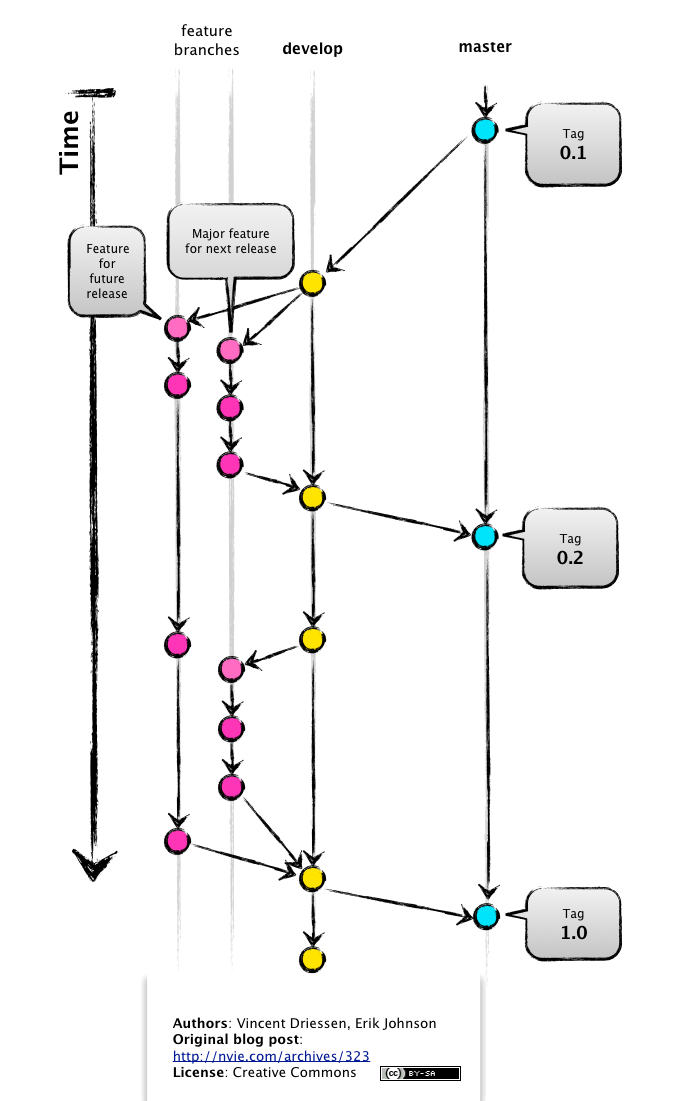 feature
branches
develop
master
Time
Tag
0.1
Feature
for
future
release
Major feature
for next release
Tag
0.2
Tag
1.0
Authors: Vincent Driessen, Erik Johnson
Original blog post:
http://nvie.com/archives/323
License: Creative Commons
(cc) BY-SA